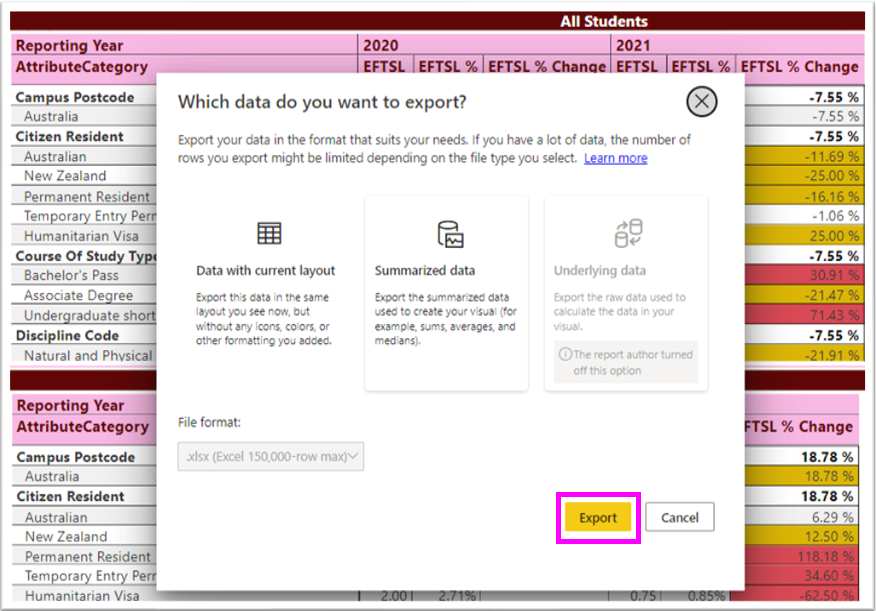 All Students
Reporting Year 2020 2021
AttributeCategory EFTSL EFTSL % EFTSL % Change EFTSL EFTSL % EFTSL % Change
Campus Postcode -7.55 %
Australia -7.55 %
Citizen Resident -7.55 %
Australian -11.69 %
New Zealand -25.00 %
Permanent Resident -16.16 %
Temporary Entry Perr -1.06 %
Humanitarian Visa 25.00 %
Course Of Study Type -7.55 %
Bachelor's Pass 30.91 %
Associate Degree -21.47 %
Undergraduate short 71.43 %
Discipline Code -7.55 %
Natural and Physical -21.91 %
Which data do you want to export?
Export your data in the format that suits your needs. If you have a lot of data, the number of
rows you export might be limited depending on the file type you select. Learn more
Data with current layout
Export this data in the same
layout you see now, but
without any icons, colors, or
other formatting you added.
Summarized data
Export the summarized data
used to create your visual (for
example, sums, averages, and
medians).
Underlying data
Export the raw data used to
calculate the data in your
visual.
The report author turned
off this option
File format:
.xlsx (Excel 150,000-row max)
Export Cancel
Reporting Year
AttributeCategory FTSL % Change
Campus Postcode 18.78 %
Australia 18.78 %
Citizen Resident 18.78 %
Australian 6.29 %
New Zealand 12.50 %
Permanent Resident 118.18 %
Temporary Entry Perr 34.60 %
Humanitarian Visa 2.00 2.71% 0.75 0.85% -62.50 %